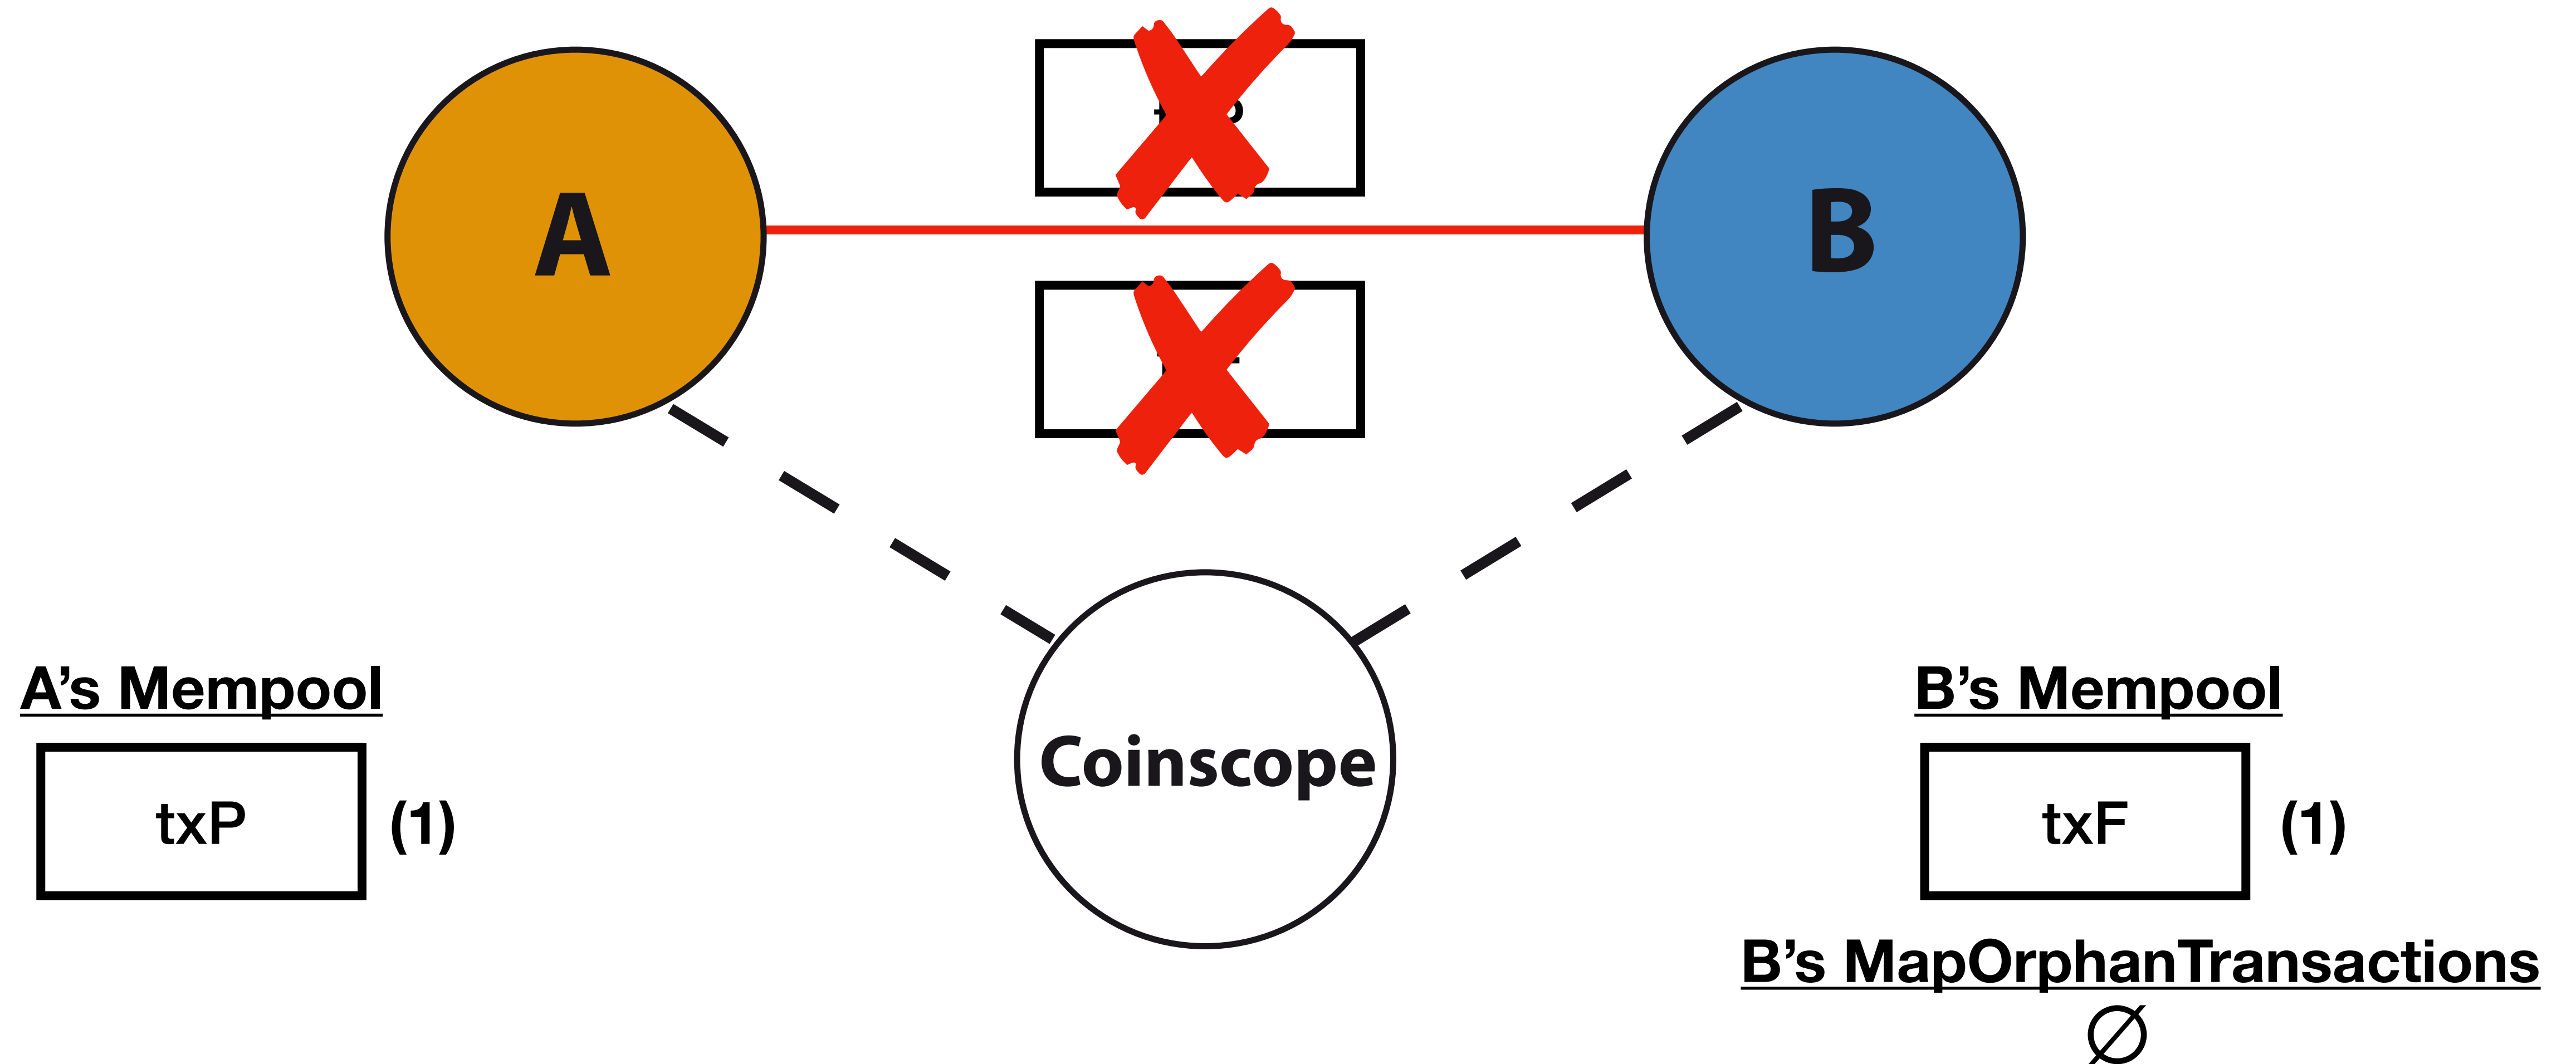 A
B
Coinscope
A’s Mempool
txP (1)
B’s Mempool
txF (1)
B’s MapOrphanTransactions
∅